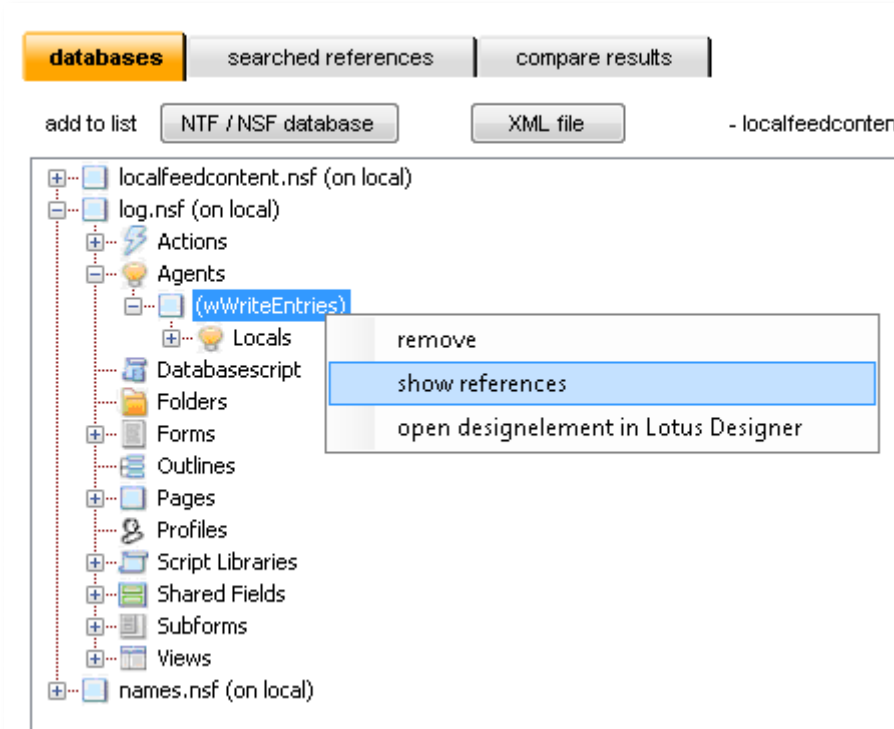 databases searched references compare results
add to list NTF / NSF database XML file - localfeedconten
localfeedcontent.nsf (on local)
log.nsf (on local)
Actions
Agents
(wWriteEntries)
Locals
remove
Databasescript
show references
Folders
Forms
open designelement in Lotus Designer
Outlines
Pages
Profiles
Script Libraries
Shared Fields
Subforms
Views
names.nsf (on local)